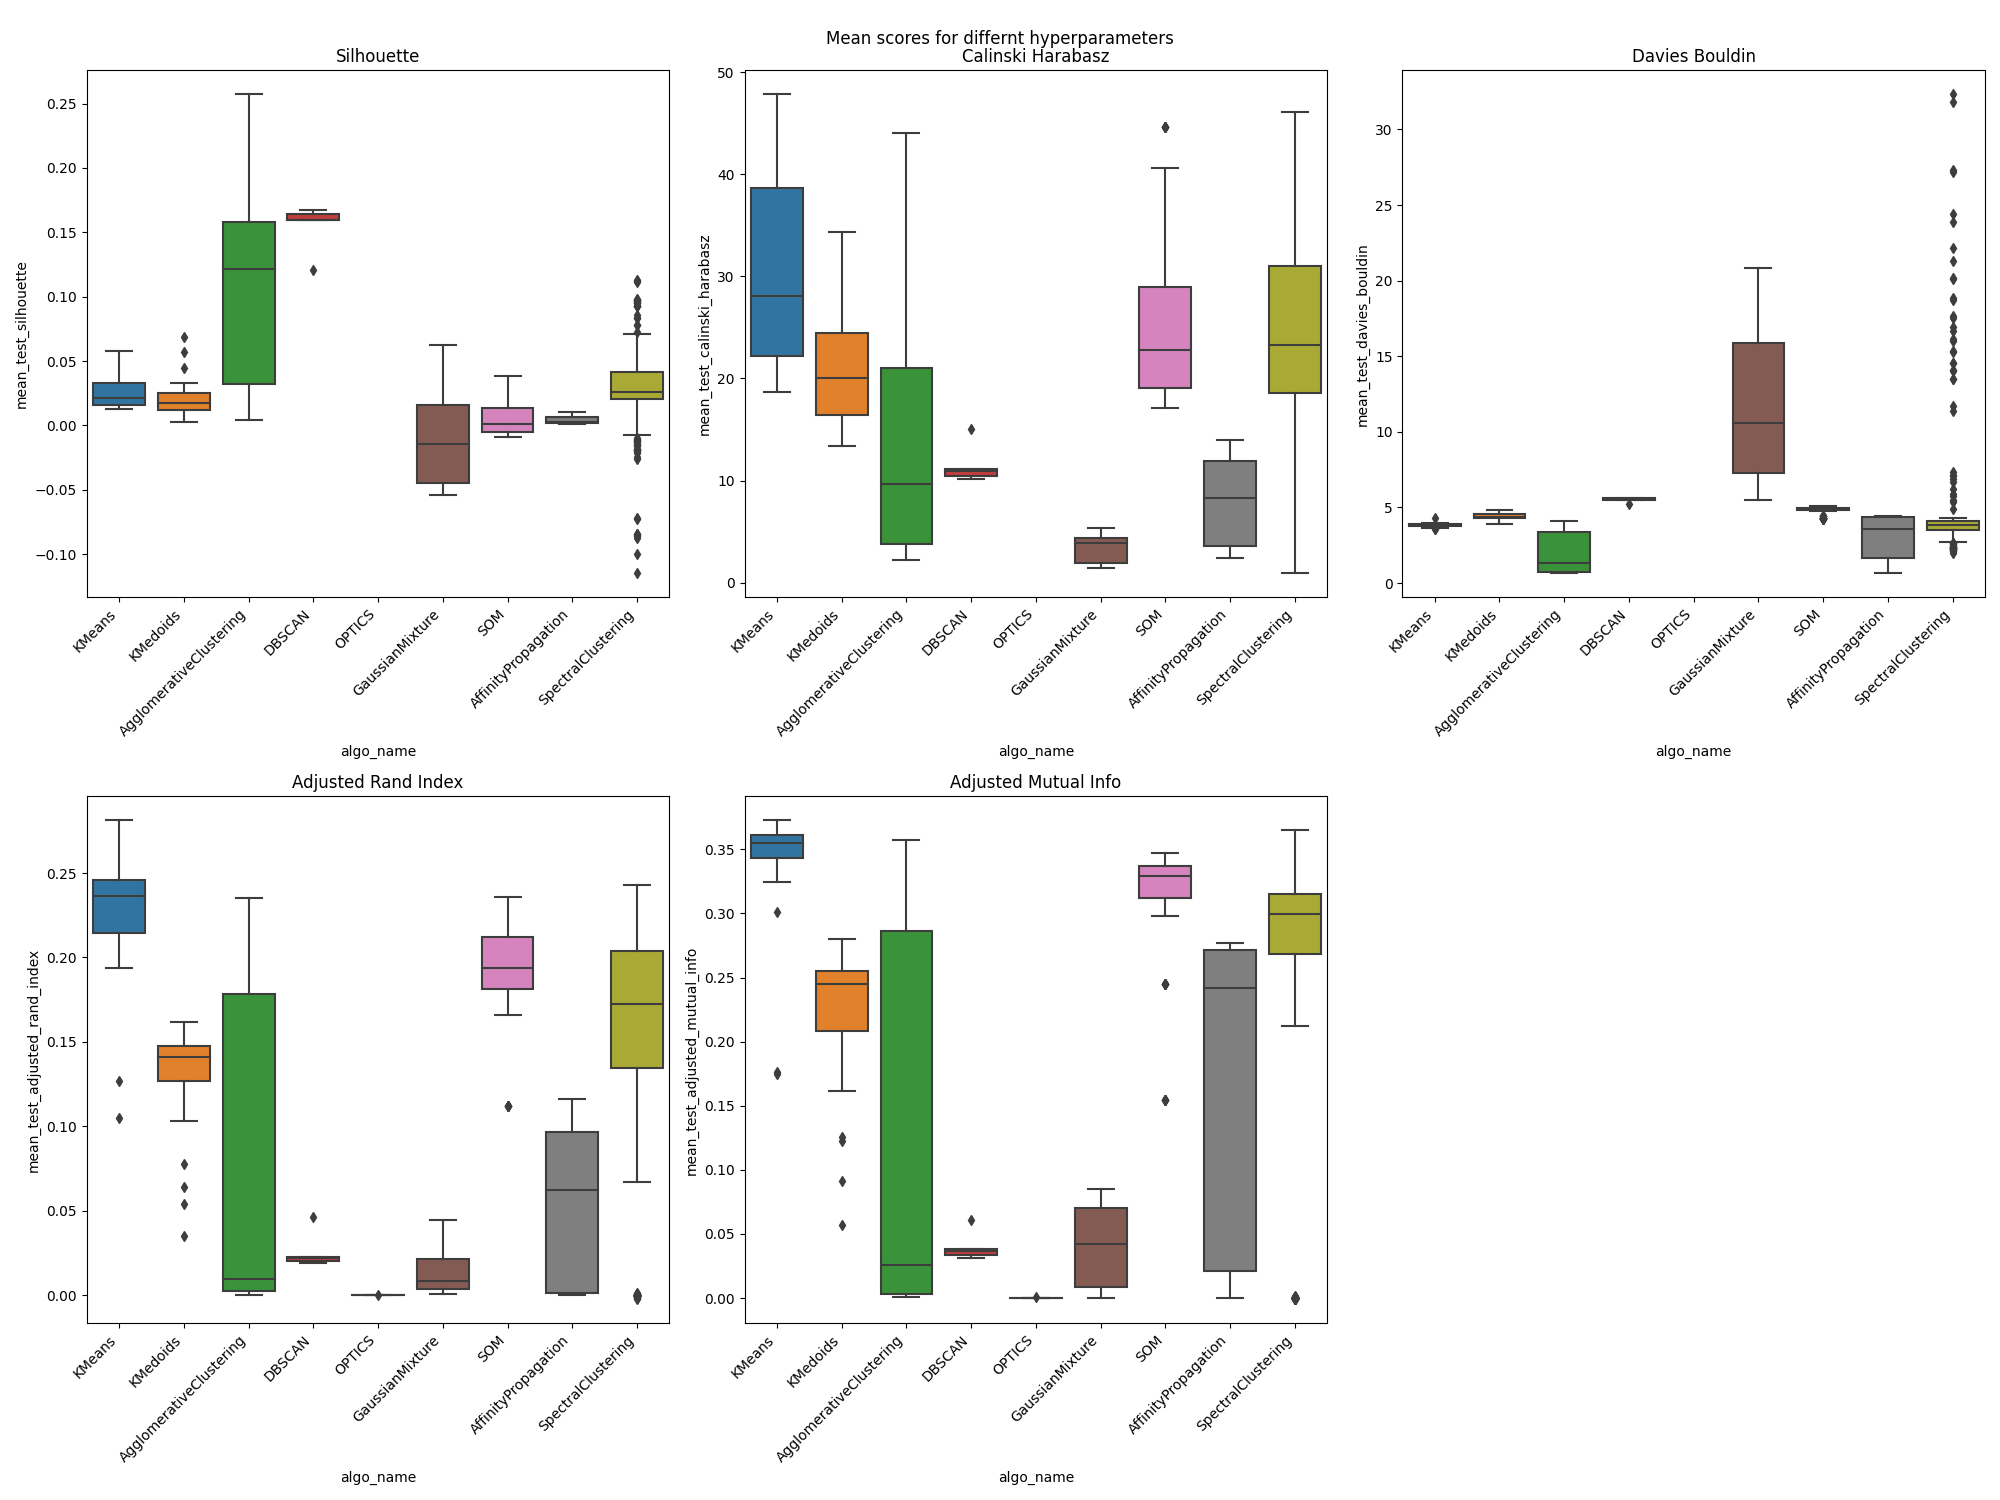 Mean scores for differnt hyperparameters
Silhouette
mean_test_silhouette
0.25
0.20
0.15
0.10
0.05
0.00
−0.05
−0.10
KMeans
KMedoids
AgglomerativeClustering
DBSCAN
OPTICS
GaussianMixture
SOM
AffinityPropagation
SpectralClustering
algo_name
Calinski Harabasz
mean_test_calinski_harabasz
50
40
30
20
10
0
KMeans
KMedoids
AgglomerativeClustering
DBSCAN
OPTICS
GaussianMixture
SOM
AffinityPropagation
SpectralClustering
algo_name
Davies Bouldin
mean_test_davies_bouldin
30
25
20
15
10
5
0
KMeans
KMedoids
AgglomerativeClustering
DBSCAN
OPTICS
GaussianMixture
SOM
AffinityPropagation
SpectralClustering
algo_name
Adjusted Rand Index
mean_test_adjusted_rand_index
0.25
0.20
0.15
0.10
0.05
0.00
KMeans
KMedoids
AgglomerativeClustering
DBSCAN
OPTICS
GaussianMixture
SOM
AffinityPropagation
SpectralClustering
algo_name
Adjusted Mutual Info
mean_test_adjusted_mutual_info
0.35
0.30
0.25
0.20
0.15
0.10
0.05
0.00
KMeans
KMedoids
AgglomerativeClustering
DBSCAN
OPTICS
GaussianMixture
SOM
AffinityPropagation
SpectralClustering
algo_name